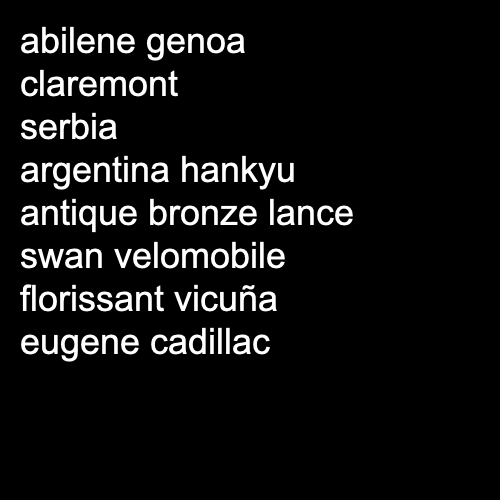 abilene genoa
claremont
serbia
argentina hankyu
antique bronze lance
swan velomobile
florissant vicuña
eugene cadillac